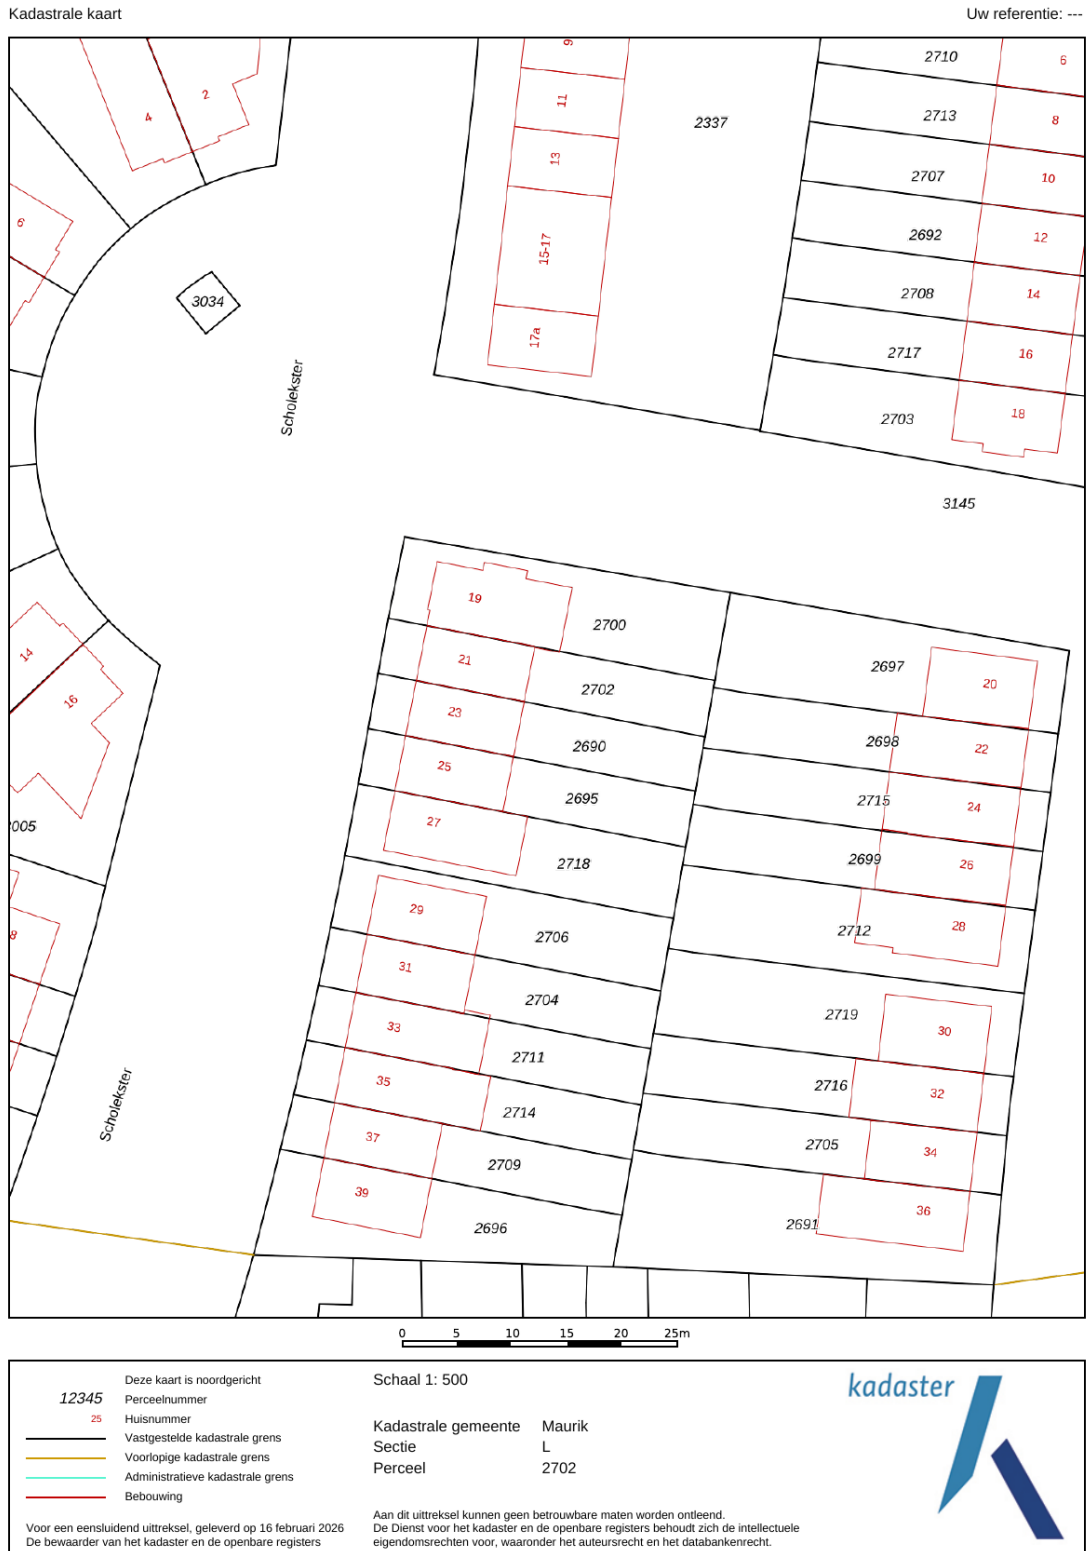 Kadastrale kaart
Uw referentie: ---
9
11
13
15-17
17a
2337
2710
2713
2707
2692
2708
2717
2703
6
8
10
12
14
16
18
4
2
6
3034
Scholekster
3145
19
21
23
25
27
29
31
33
35
37
39
2700
2702
2690
2695
2718
2706
2704
2711
2714
2709
2696
2697
2698
2715
2699
2712
2719
2716
2705
2691
20
22
24
26
28
30
32
34
36
14
16
005
8
Scholekster
0 5 10 15 20 25m
Deze kaart is noordgericht
12345 Perceelnummer
25 Huisnummer
Vastgestelde kadastrale grens
Voorlopige kadastrale grens
Administratieve kadastrale grens
Bebouwing
Voor een eensluidend uittreksel, geleverd op 16 februari 2026
De bewaarder van het kadaster en de openbare registers
Schaal 1: 500
Kadastrale gemeente Maurik
Sectie L
Perceel 2702
Aan dit uittreksel kunnen geen betrouwbare maten worden ontleend.
De Dienst voor het kadaster en de openbare registers behoudt zich de intellectuele
eigendomsrechten voor, waaronder het auteursrecht en het databankenrecht.
kadaster